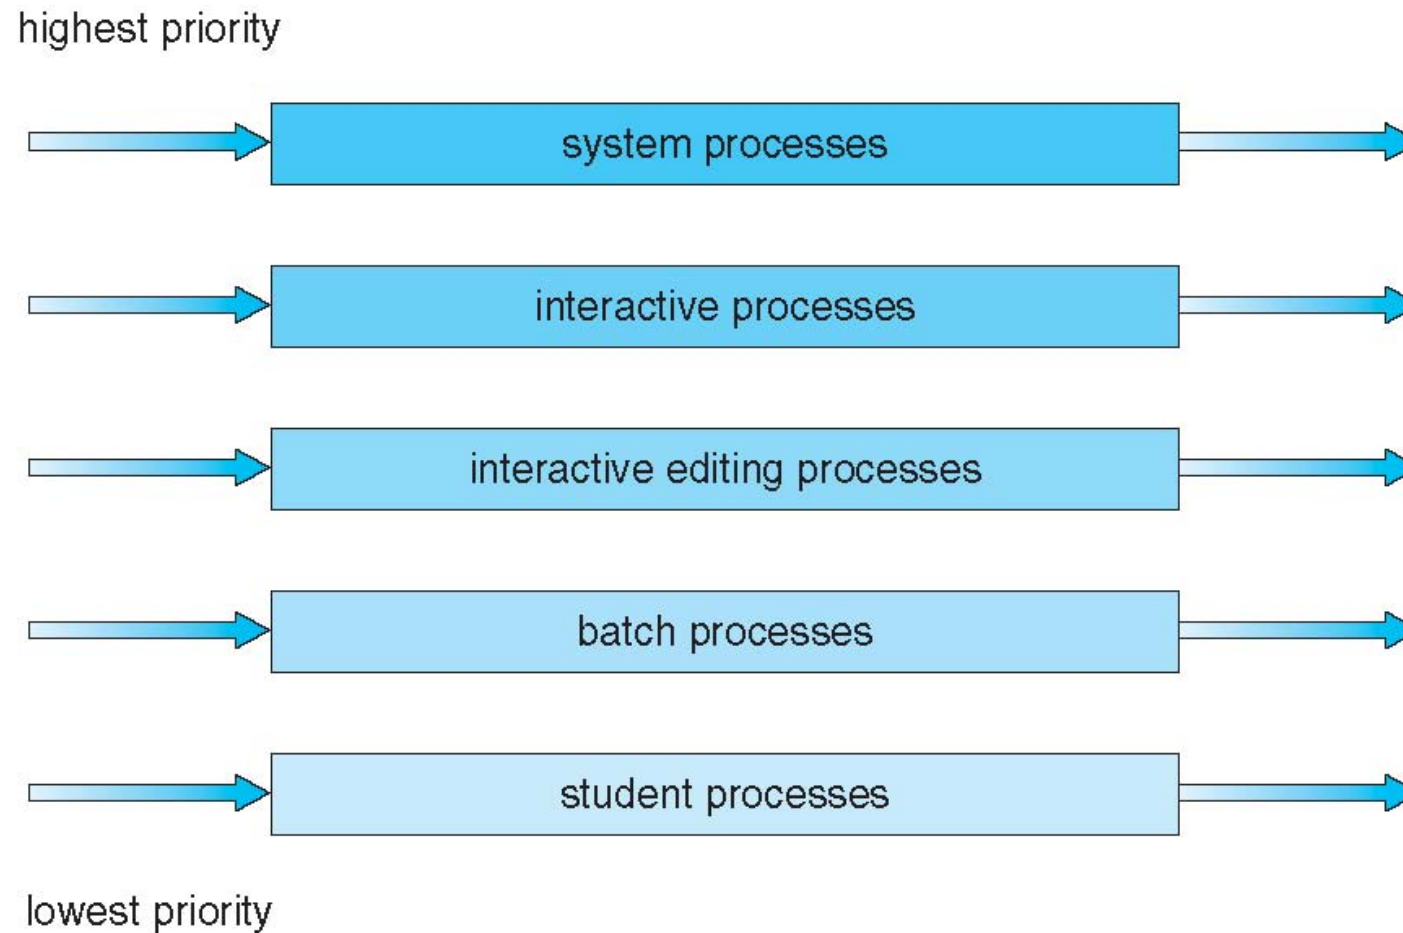 highest priority
system processes
interactive processes
interactive editing processes
batch processes
student processes
lowest priority